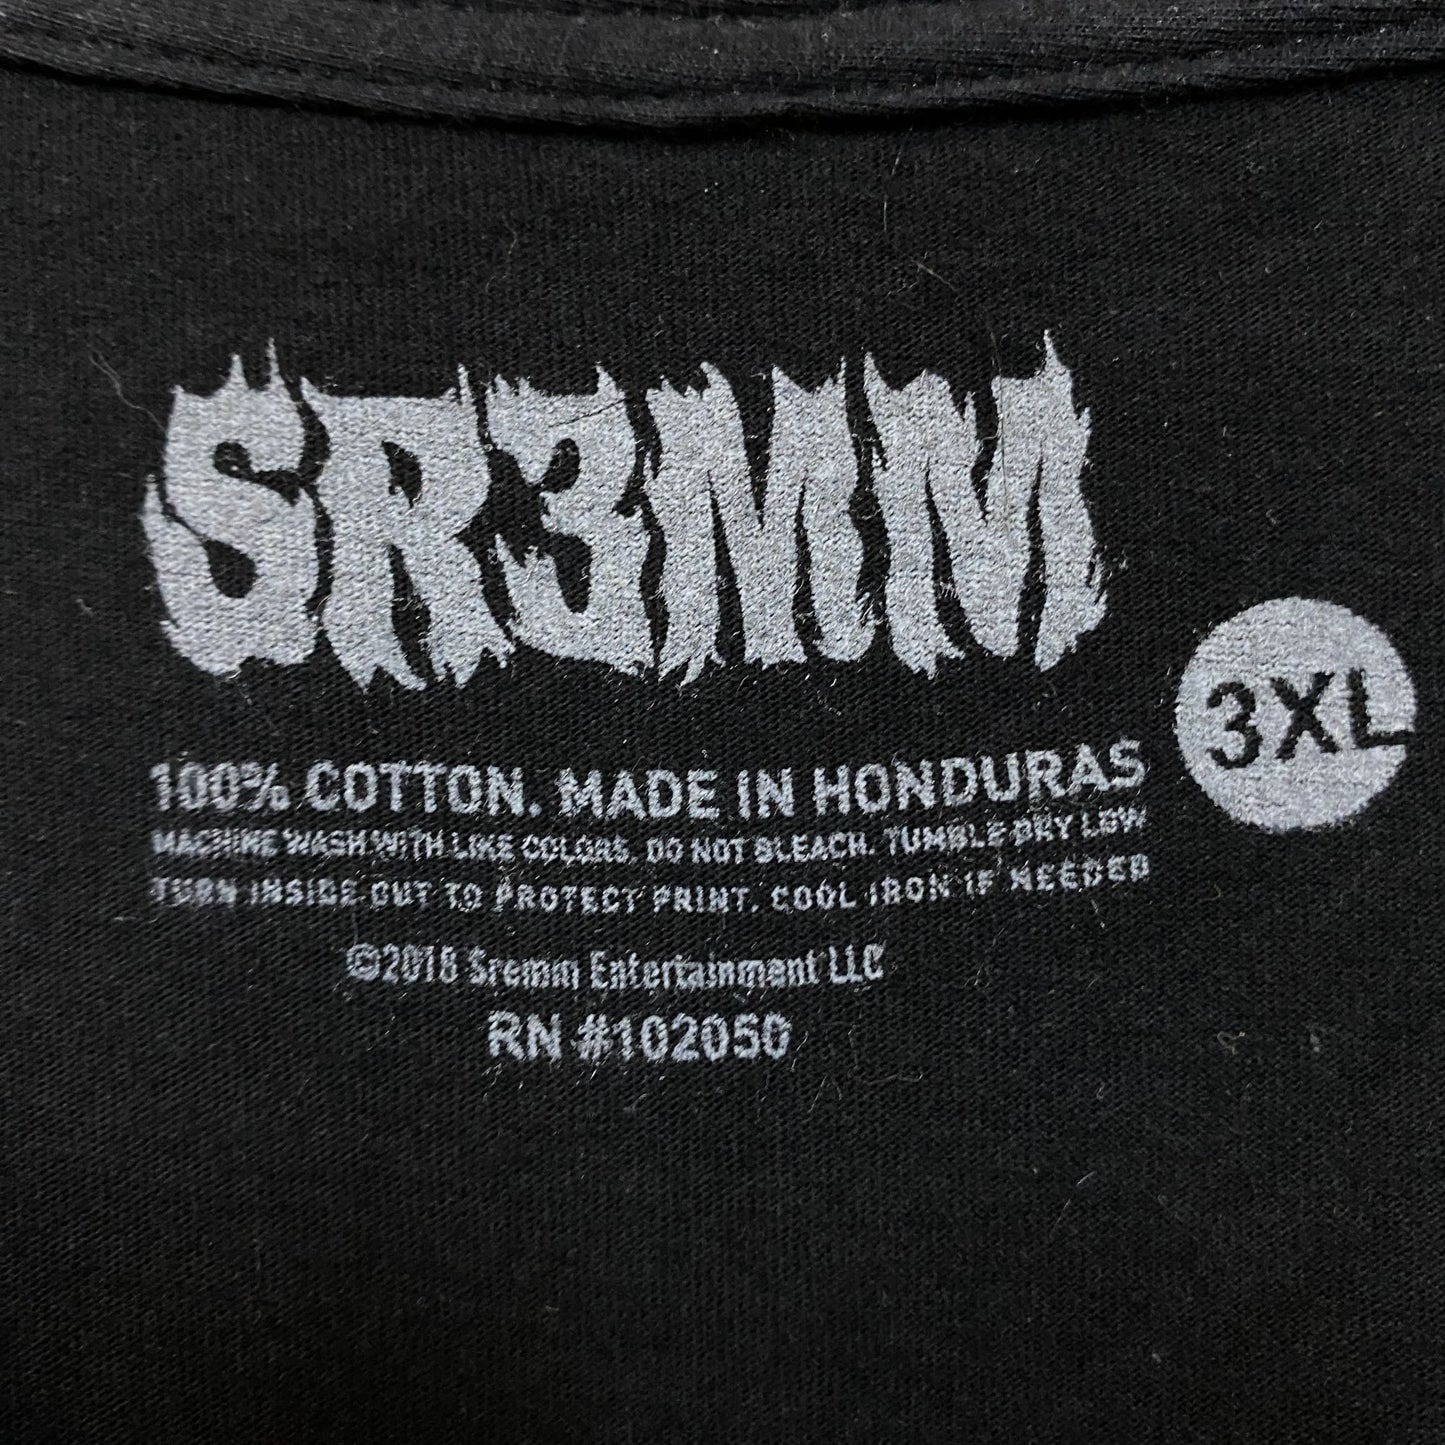 SR3MM
3XL
100% COTTON. MADE IN HONDURAS
MACHINE WASH WITH LIKE COLORS. DO NOT BLEACH. TUMBLE DRY LOW
TURN INSIDE OUT TO PROTECT PRINT. COOL IRON IF NEEDED
©2018 Sremm Entertainment LLC
RN #102050